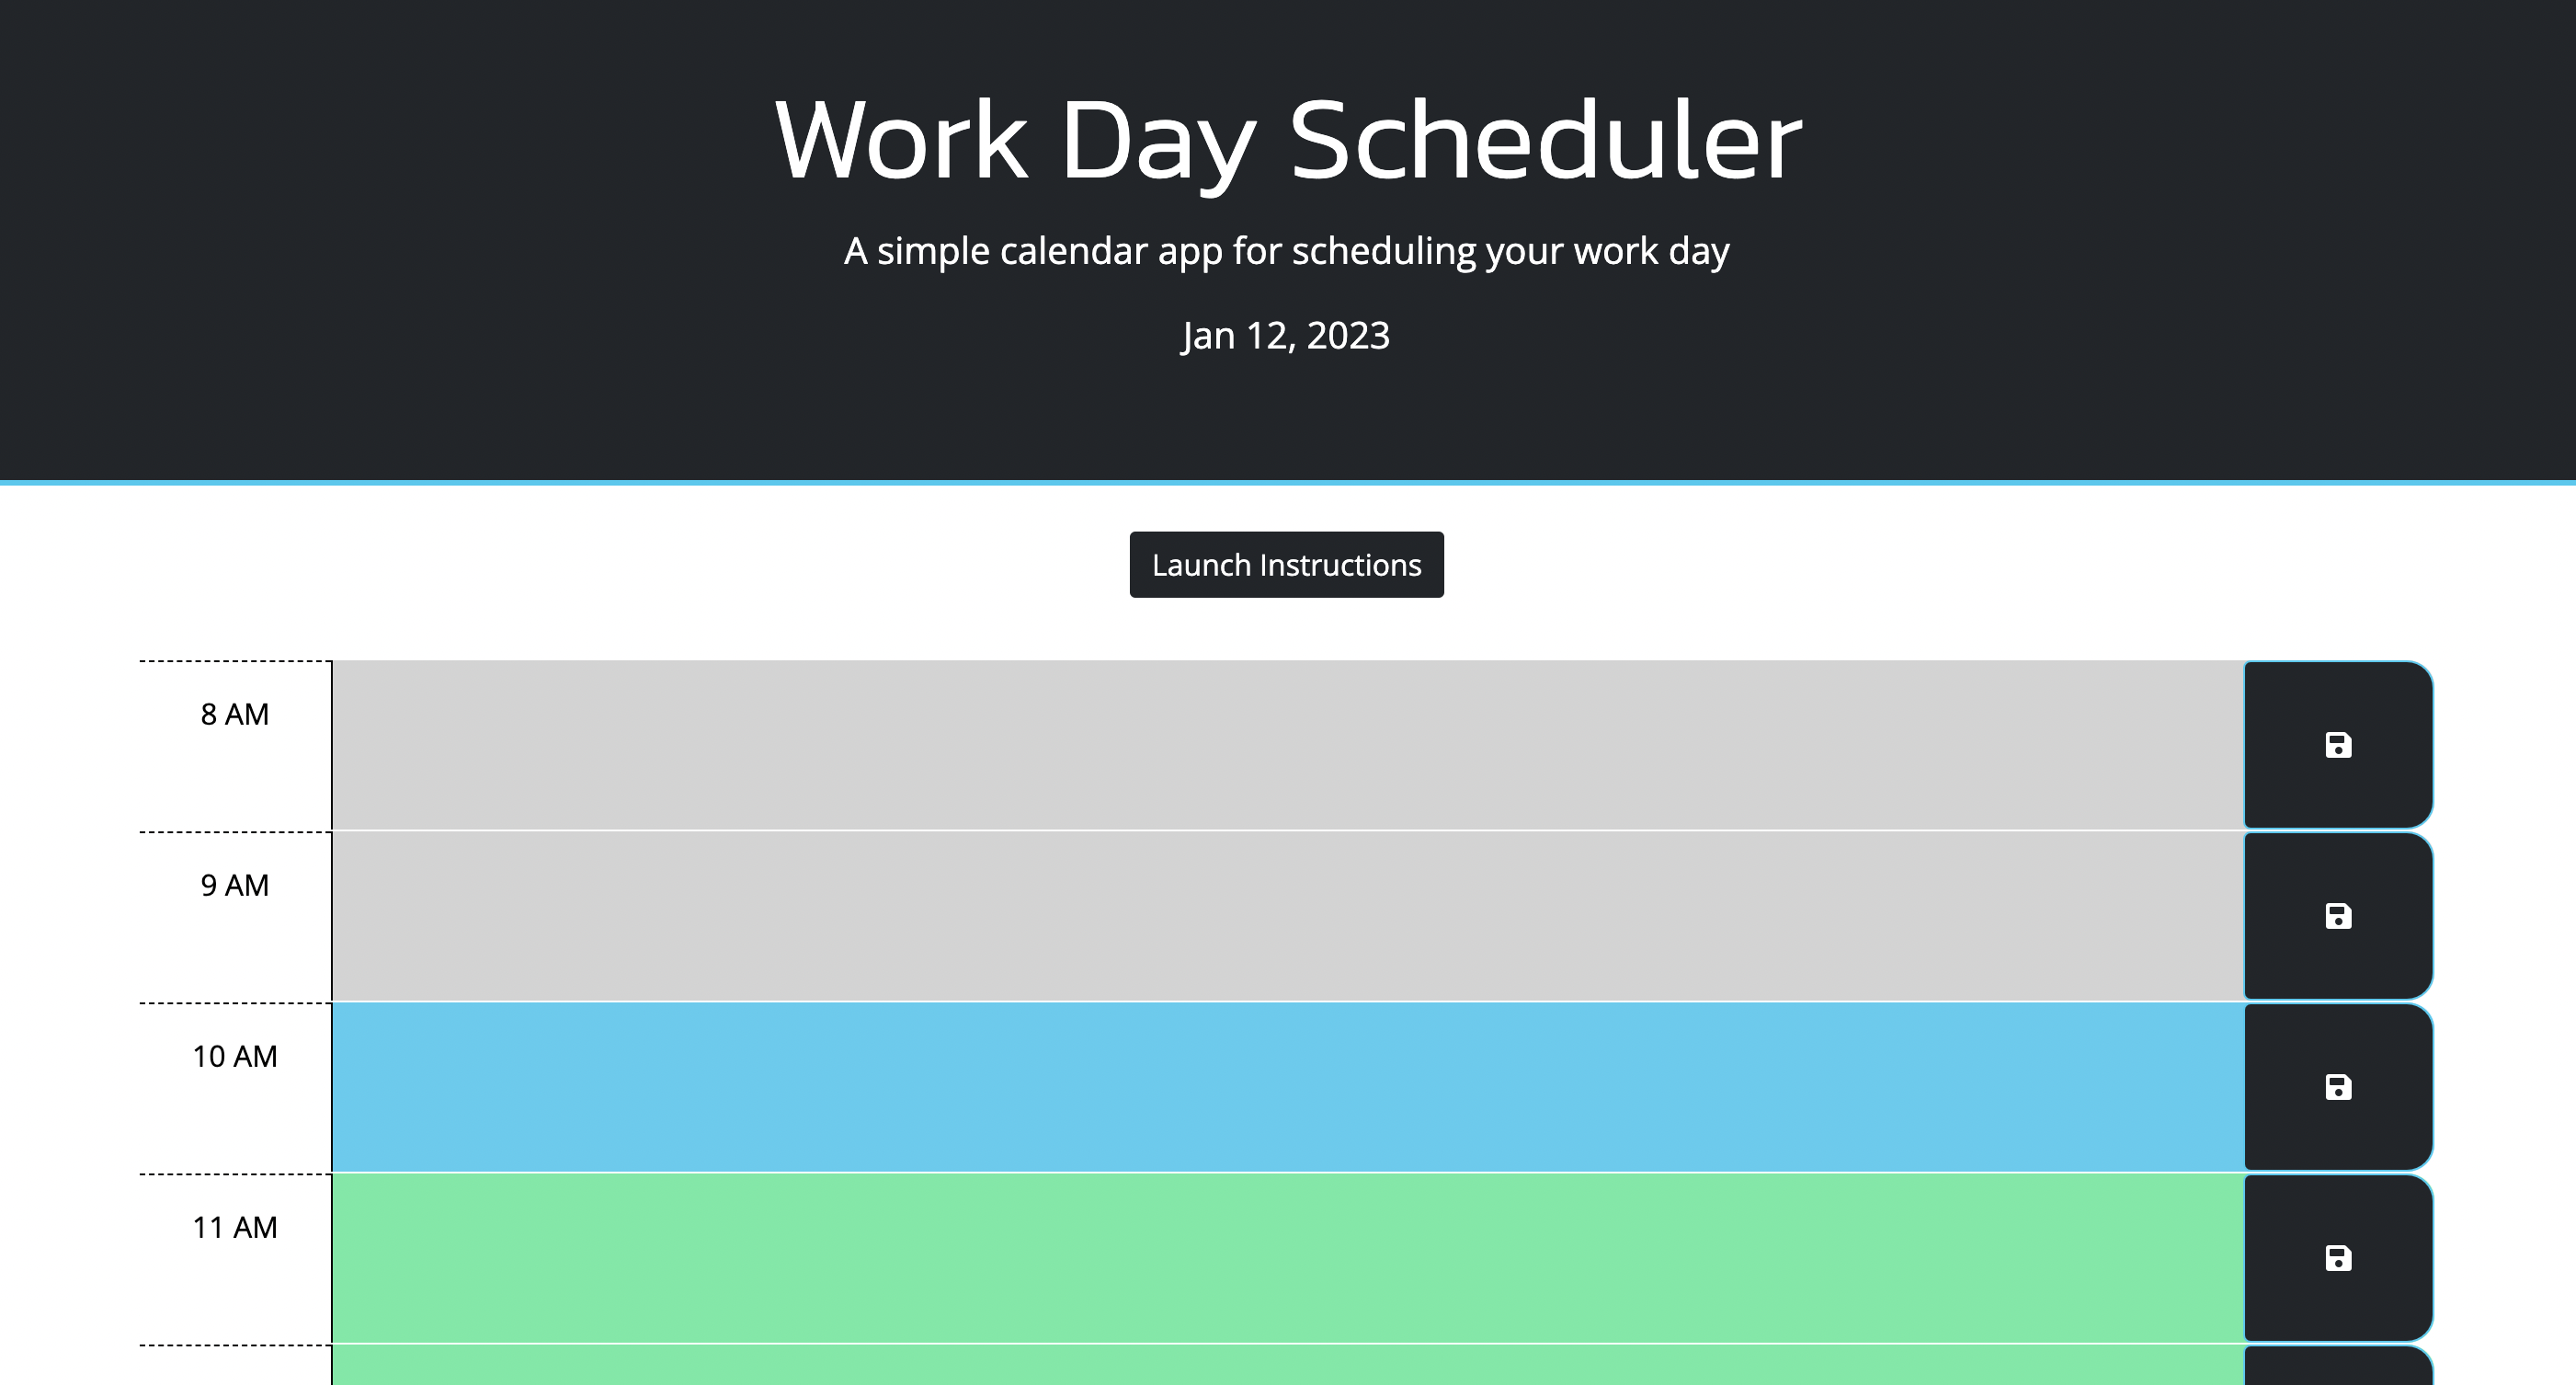 Work Day Scheduler
A simple calendar app for scheduling your work day
Jan 12, 2023
Launch Instructions
8 AM
9 AM
10 AM
11 AM